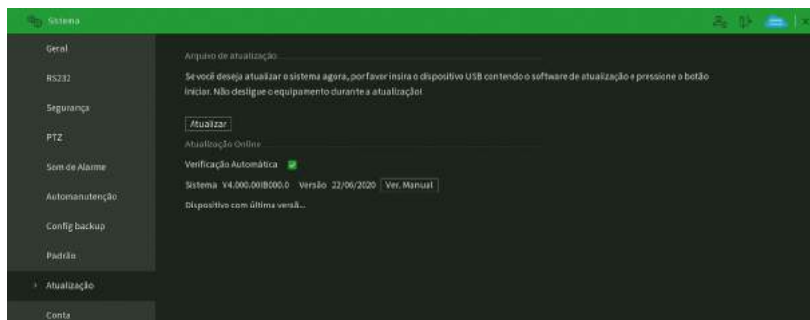 Sistema
Geral
RS232
Segurança
PTZ
Som de Alarme
Automanutenção
Config backup
Padrão
Atualização
Conta
Arquivo de atualização
Se você deseja atualizar o sistema agora, por favor insira o dispositivo USB contendo o software de atualização e pressione o botão
iniciar. Não desligue o equipamento durante a atualização!
Atualizar
Atualização Online
Verificação Automática
Sistema V4.000.00IB000.0 Versão 22/06/2020 Ver. Manual
Dispositivo com última versã...